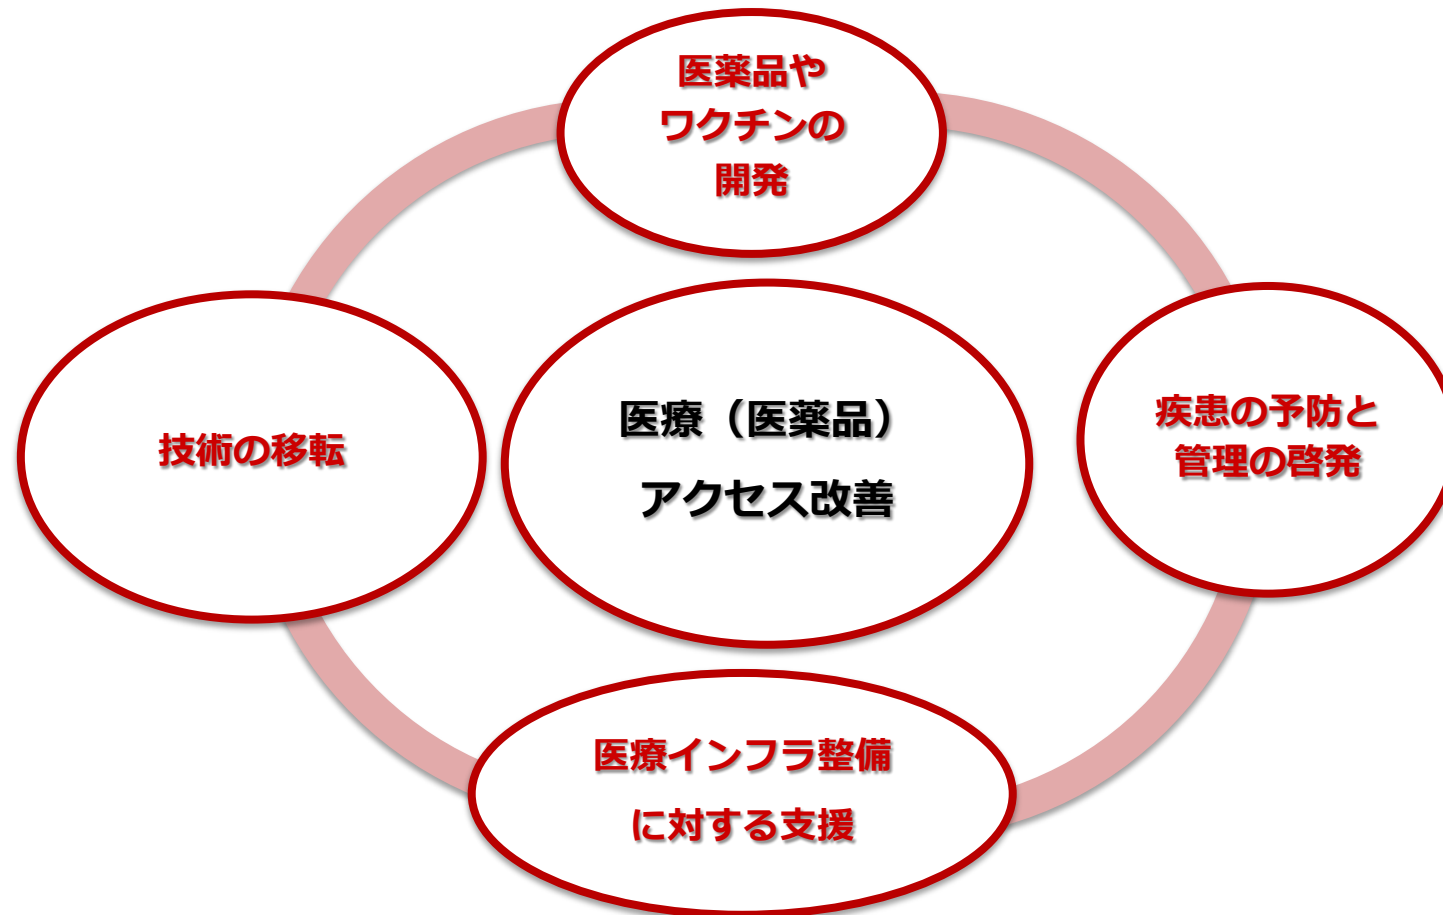 医薬品や
ワクチンの
開発
技術の移転
医療（医薬品）
アクセス改善
疾患の予防と
管理の啓発
医療インフラ整備
に対する支援